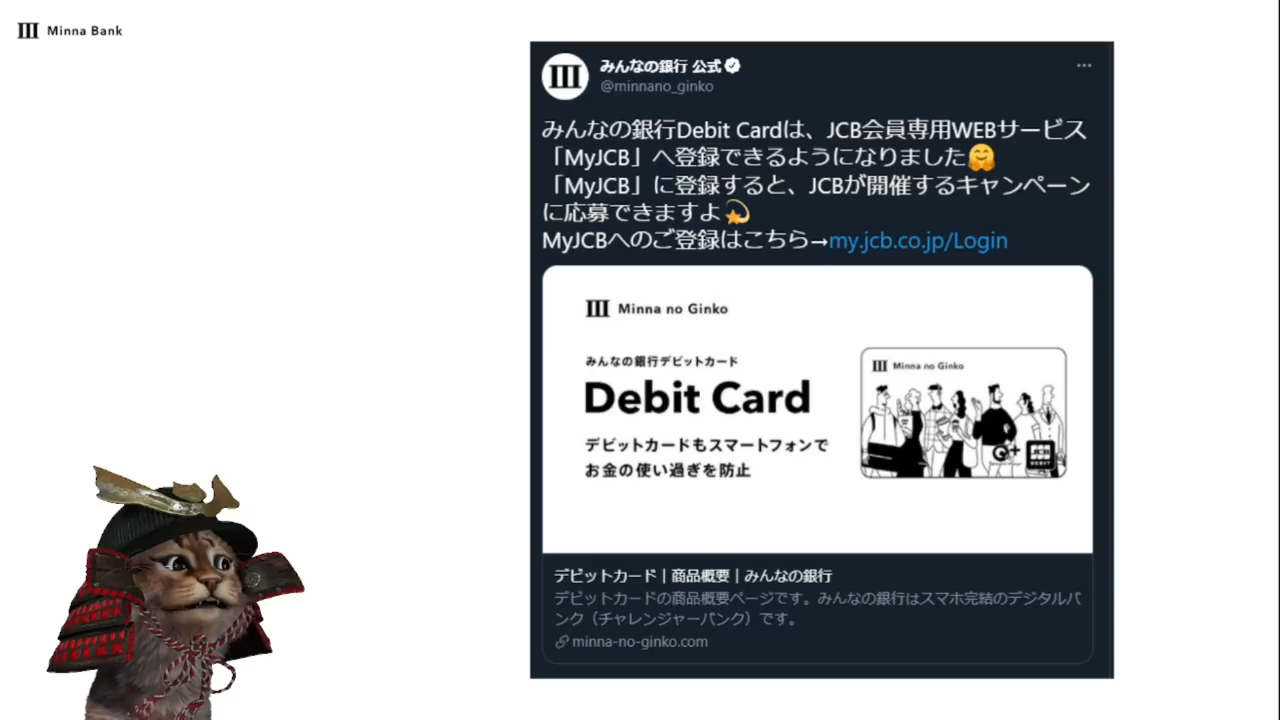 Minna Bank
みんなの銀行 公式
@minnano_ginko
みんなの銀行Debit Cardは、JCB会員専用WEBサービス
「MyJCB」へ登録できるようになりました🤗
「MyJCB」に登録すると、JCBが開催するキャンペーン
に応募できますよ💫
MyJCBへのご登録はこちら→my.jcb.co.jp/Login
Minna no Ginko
みんなの銀行デビットカード
Debit Card
デビットカードもスマートフォンで
お金の使い過ぎを防止
Minna no Ginko
JCB
DEBIT
デビットカード | 商品概要 | みんなの銀行
デビットカードの商品概要ページです。みんなの銀行はスマホ完結のデジタルバ
ンク（チャレンジャーバンク）です。
minna-no-ginko.com